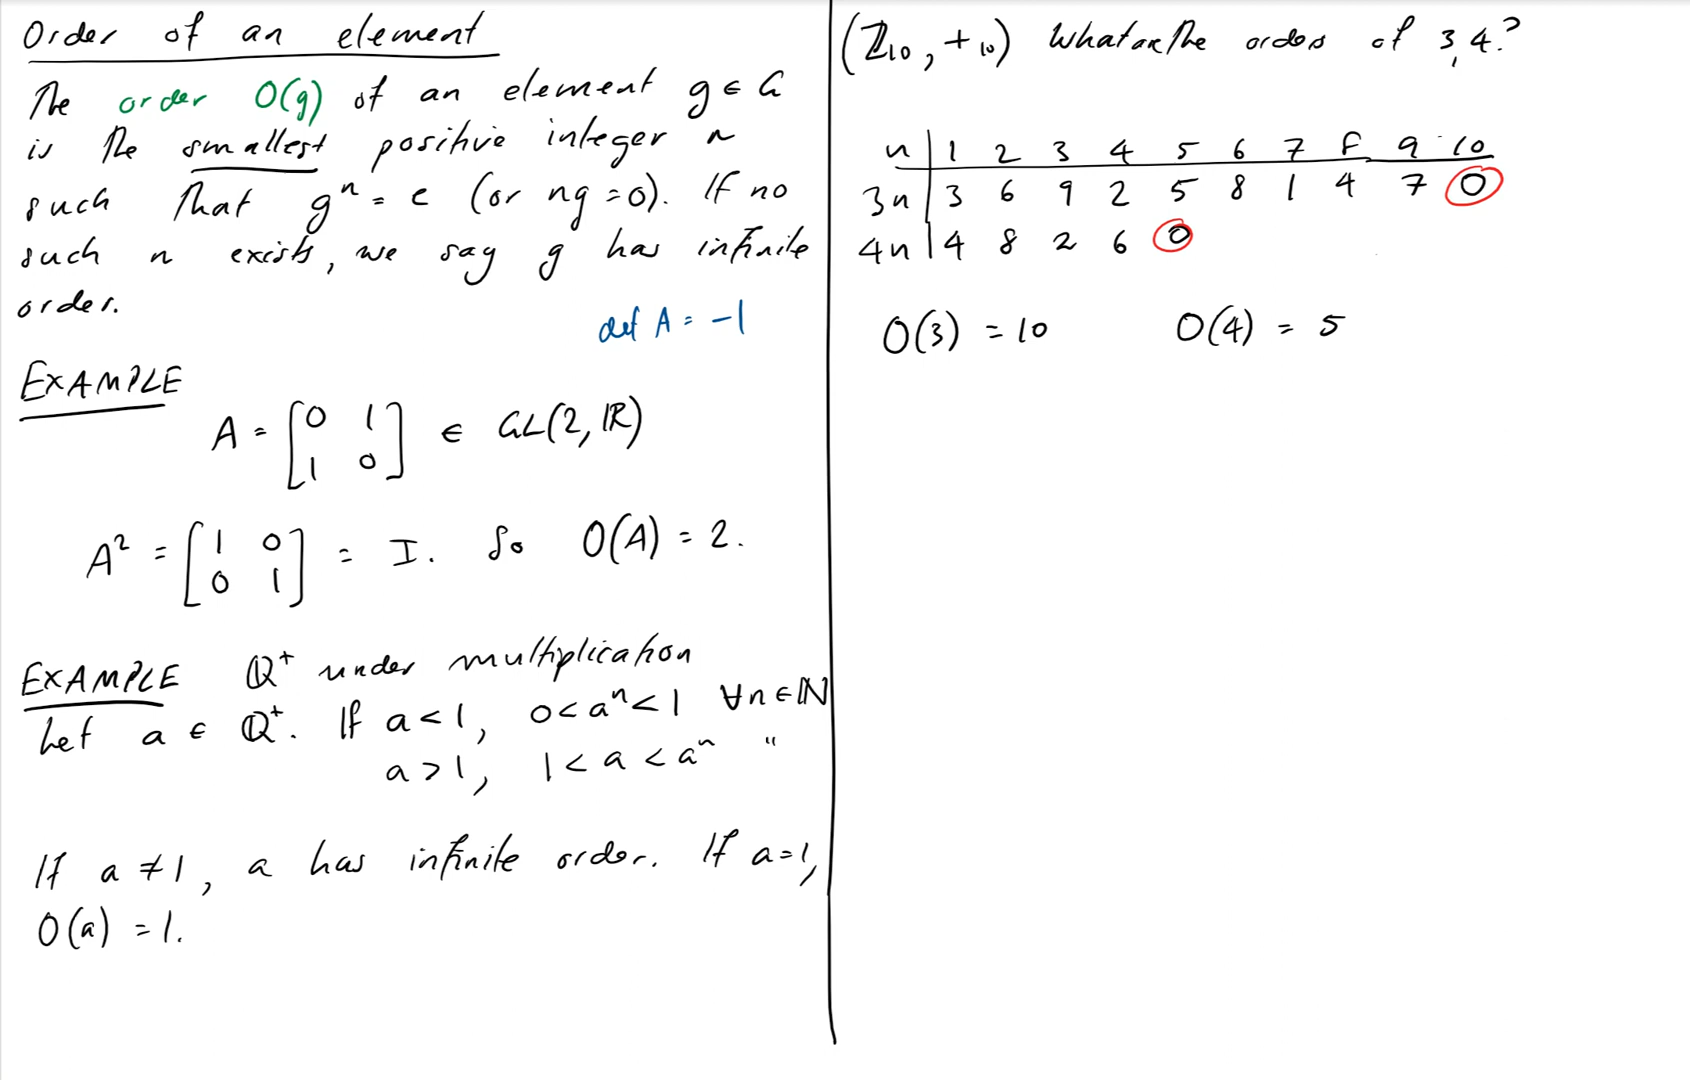 Order of an element
The order O(g) of an element g ∈ G
is the smallest positive integer n
such that gⁿ = e (or ng = 0). If no
such n exists, we say g has infinite
order.
det A = -1
EXAMPLE
A = [0 1
1 0] ∈ GL(2, ℝ)
A² = [1 0
0 1] = I. So O(A) = 2.
EXAMPLE ℚ⁺ under multiplication
Let a ∈ ℚ⁺. If a < 1, 0 < aⁿ < 1 ∀n ∈ ℕ
a > 1, 1 < a < aⁿ "
If a ≠ 1, a has infinite order. If a = 1,
O(a) = 1.
(ℤ₁₀, +₁₀) What are the orders of 3, 4?
n | 1 2 3 4 5 6 7 8 9 10
3n | 3 6 9 2 5 8 1 4 7 0
4n | 4 8 2 6 0
O(3) = 10 O(4) = 5